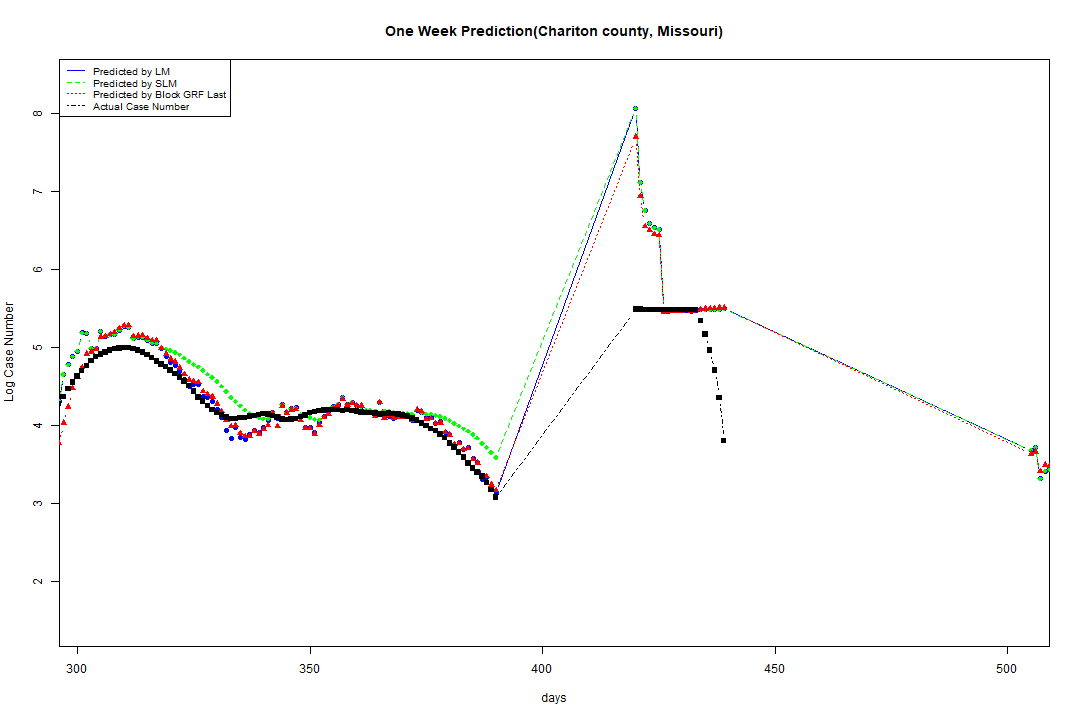 One Week Prediction(Chariton county, Missouri)
Predicted by LM
Predicted by SLM
Predicted by Block GRF Last
Actual Case Number
8
7
6
5
4
3
2
Log Case Number
300 350 400 450 500
days